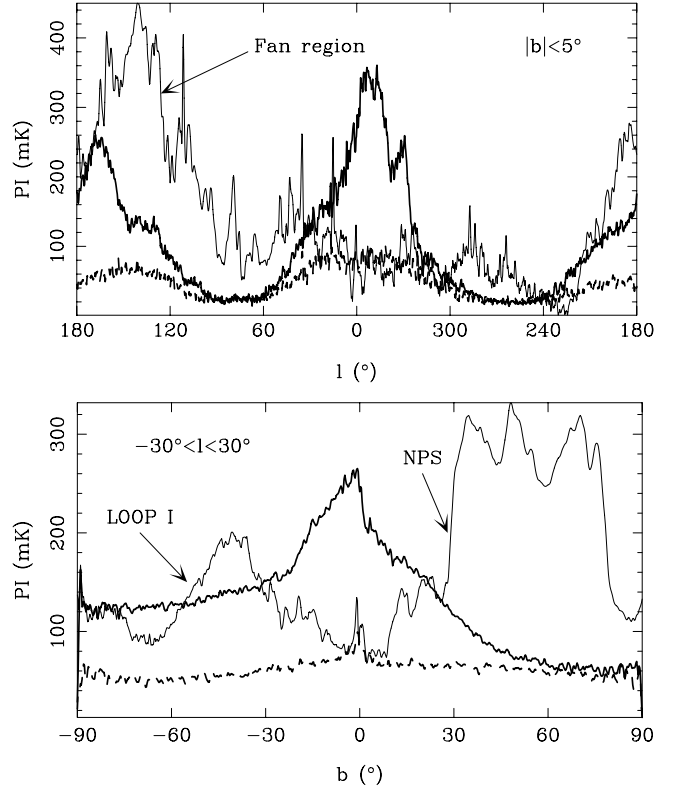 400
300
200
100
PI (mK)
Fan region
|b|<5°
180 120 60 0 300 240 180
l (°)
300
200
100
PI (mK)
−30°<l<30°
NPS
LOOP I
−90 −60 −30 0 30 60 90
b (°)